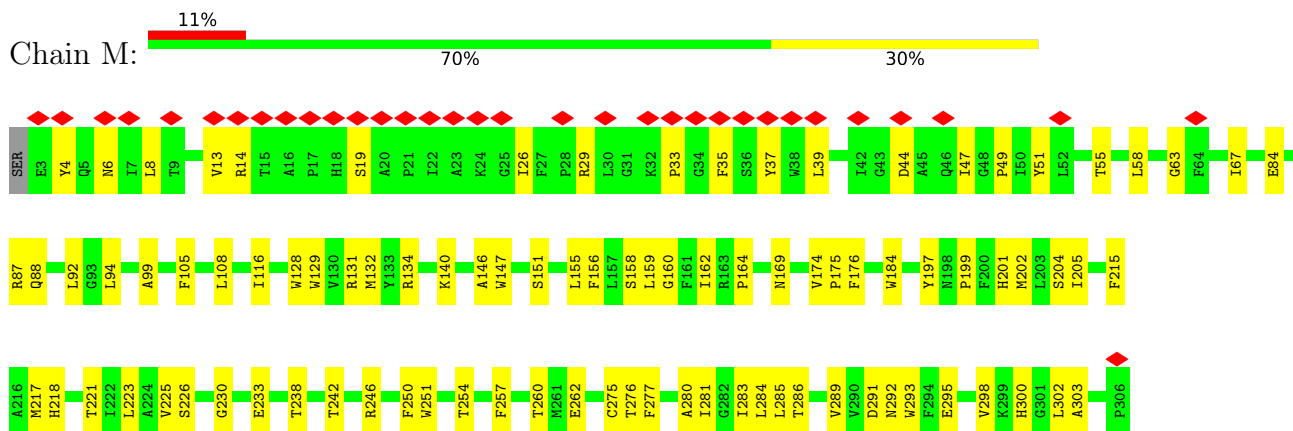 11%
Chain M:
70% 30%
SER E3 Y4 Q5 N6 I7 L8 T9 V13 R14 T15 A16 P17 H18 S19 A20 P21 I22 A23 K24 G25 I26 F27 P28 R29 L30 G31 K32 P33 G34 F35 S36 Y37 W38 L39 I42 G43 D44 A45 Q46 I47 G48 P49 I50 Y51 L52 T55 L58 G63 F64 I67 E84
R87 Q88 L92 G93 L94 A99 F105 L108 I116 W128 W129 V130 R131 M132 Y133 R134 K140 A146 W147 S151 L155 F156 L157 S158 L159 G160 F161 I162 R163 P164 N169 V174 P175 F176 W184 Y197 N198 P199 F200 H201 M202 L203 S204 I205 F215
A216 M217 H218 T221 I222 L223 A224 V225 S226 G230 E233 T238 T242 R246 F250 W251 T254 F257 T260 M261 E262 C275 T276 F277 A280 I281 G282 I283 L284 L285 T286 V289 V290 D291 N292 W293 F294 E295 V298 K299 H300 G301 L302 A303 P306